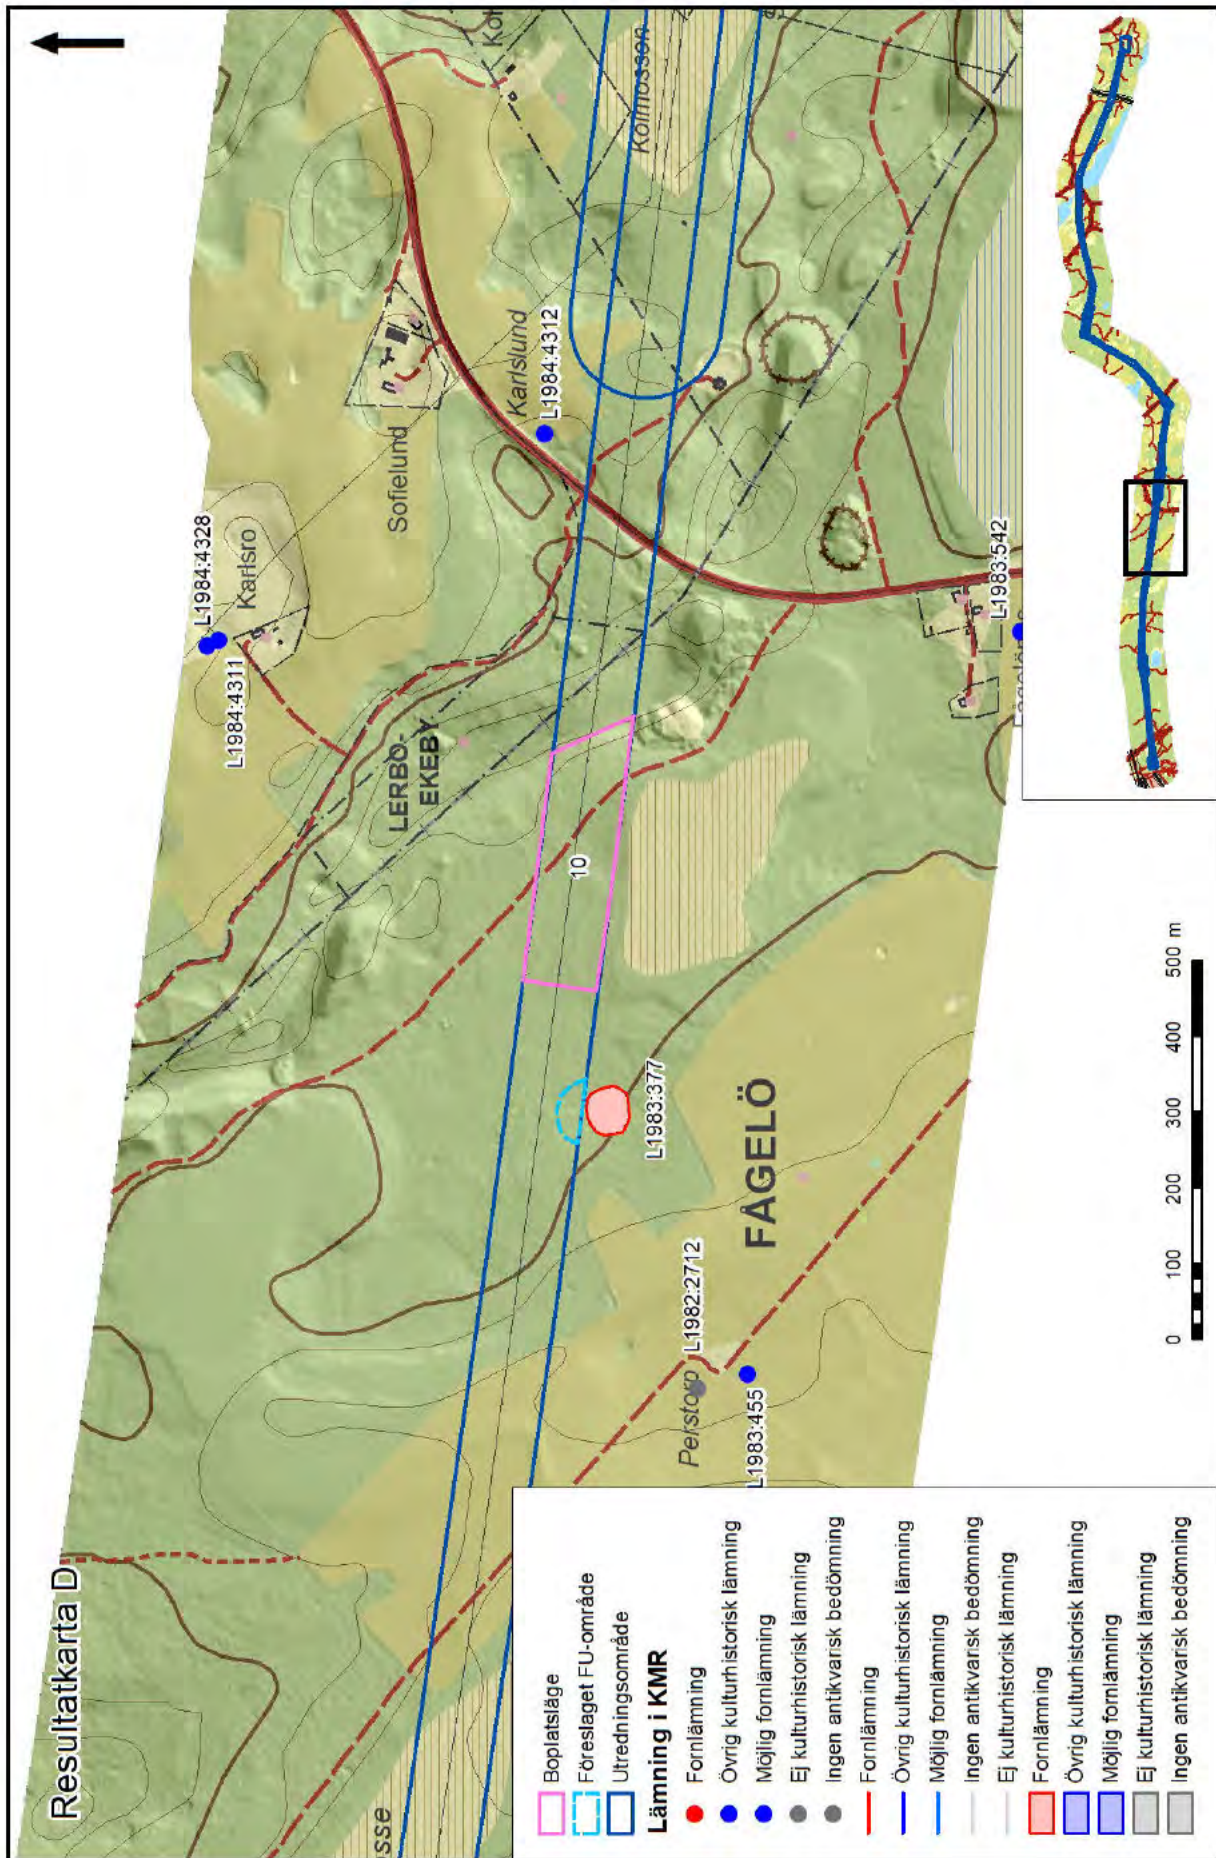 Resultatkarta D
Kolmosson
Karlslund
L1984:4312
Sofielund
L1984:4328
Karlsro
L1984:4311
LERBO-
EKEBY
10
L1983:542
L1983:377
FÅGELÖ
L1982:2712
Perstorp
L1983:455
sse
Boplatsläge
Föreslaget FU-område
Utredningsområde
Lämning i KMR
Fornlämning
Övrig kulturhistorisk lämning
Möjlig fornlämning
Ej kulturhistorisk lämning
Ingen antikvarisk bedömning
Fornlämning
Övrig kulturhistorisk lämning
Möjlig fornlämning
Ingen antikvarisk bedömning
Ej kulturhistorisk lämning
Fornlämning
Övrig kulturhistorisk lämning
Möjlig fornlämning
Ej kulturhistorisk lämning
Ingen antikvarisk bedömning
0 100 200 300 400 500 m